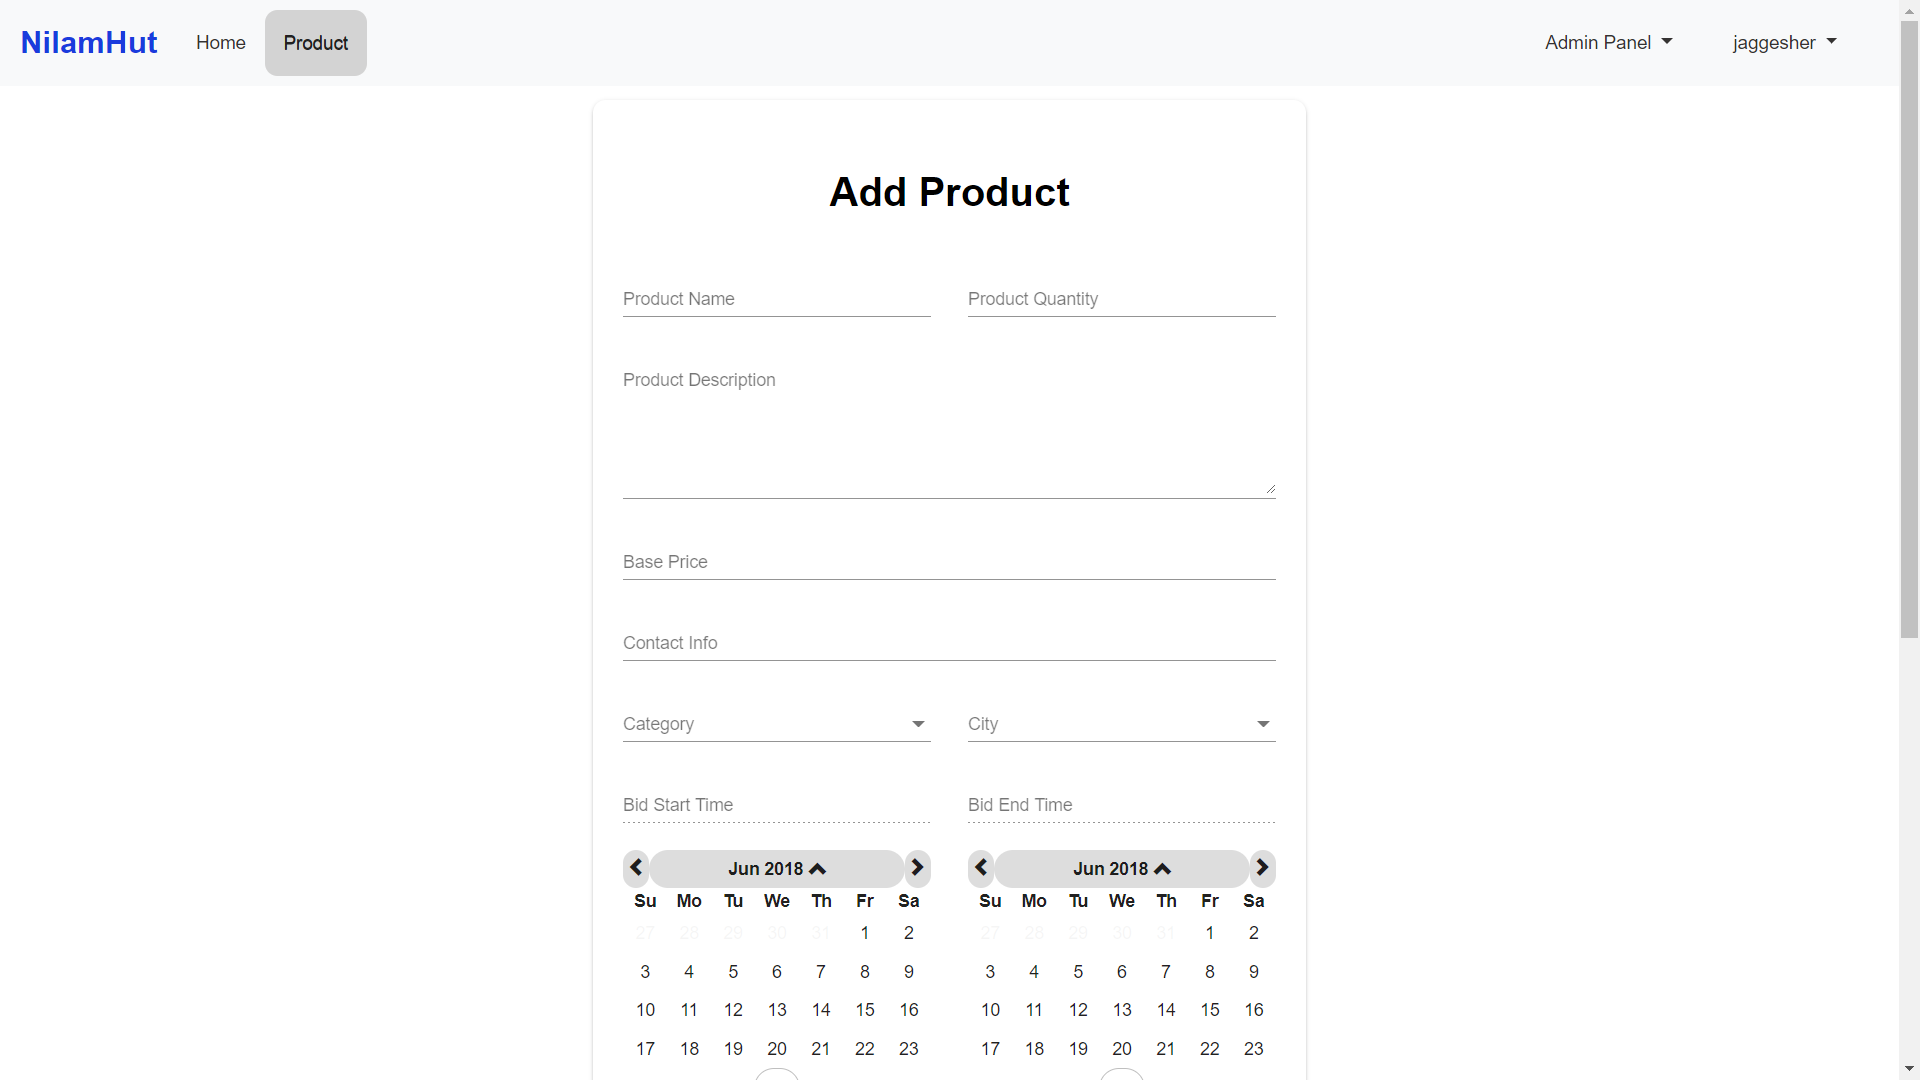 NilamHut Home Product Admin Panel jaggesher
Add Product
Product Name Product Quantity
Product Description
Base Price
Contact Info
Category City
Bid Start Time Bid End Time
Jun 2018 Jun 2018
Su Mo Tu We Th Fr Sa Su Mo Tu We Th Fr Sa
27 28 29 30 31 1 2 27 28 29 30 31 1 2
3 4 5 6 7 8 9 3 4 5 6 7 8 9
10 11 12 13 14 15 16 10 11 12 13 14 15 16
17 18 19 20 21 22 23 17 18 19 20 21 22 23